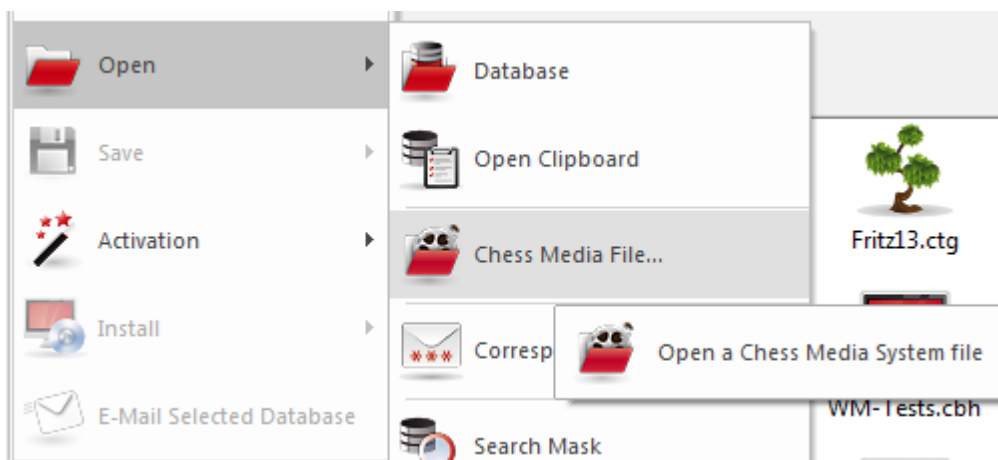 Open
Save
Activation
Install
E-Mail Selected Database
Database
Open Clipboard
Chess Media File...
Corresp
Search Mask
Open a Chess Media System file
Fritz13.ctg
WM-Tests.cbh